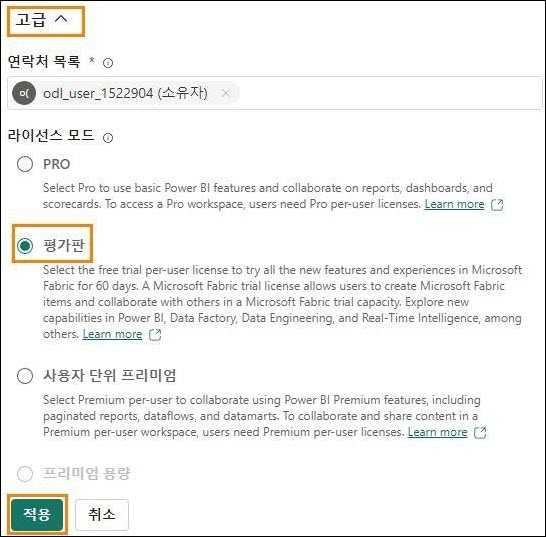 고급
연락처 목록 *
o( odl_user_1522904 (소유자) ×
라이선스 모드
PRO
Select Pro to use basic Power BI features and collaborate on reports, dashboards, and
scorecards. To access a Pro workspace, users need Pro per-user licenses. Learn more
평가판
Select the free trial per-user license to try all the new features and experiences in Microsoft
Fabric for 60 days. A Microsoft Fabric trial license allows users to create Microsoft Fabric
items and collaborate with others in a Microsoft Fabric trial capacity. Explore new
capabilities in Power BI, Data Factory, Data Engineering, and Real-Time Intelligence, among
others. Learn more
사용자 단위 프리미엄
Select Premium per-user to collaborate using Power BI Premium features, including
paginated reports, dataflows, and datamarts. To collaborate and share content in a
Premium per-user workspace, users need Premium per-user licenses. Learn more
프리미엄 용량
적용 취소